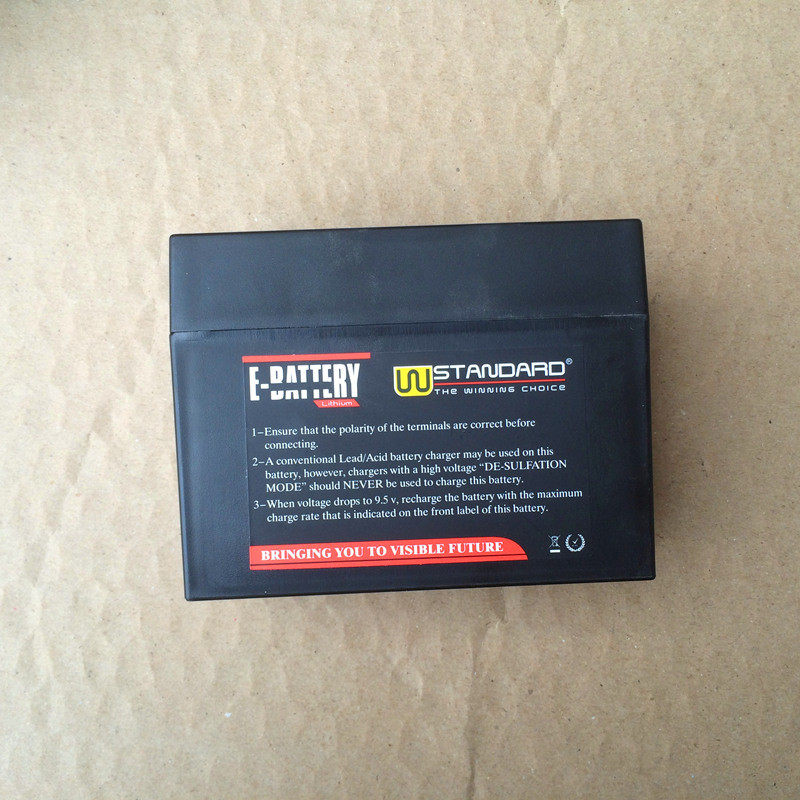 E-BATTERY
Lithium
STANDARD®
THE WINNING CHOICE
1–Ensure that the polarity of the terminals are correct before
connecting.
2–A conventional Lead/Acid battery charger may be used on this
battery, however, chargers with a high voltage “DE-SULFATION
MODE” should NEVER be used to charge this battery.
3–When voltage drops to 9.5 v, recharge the battery with the maximum
charge rate that is indicated on the front label of this battery.
BRINGING YOU TO VISIBLE FUTURE